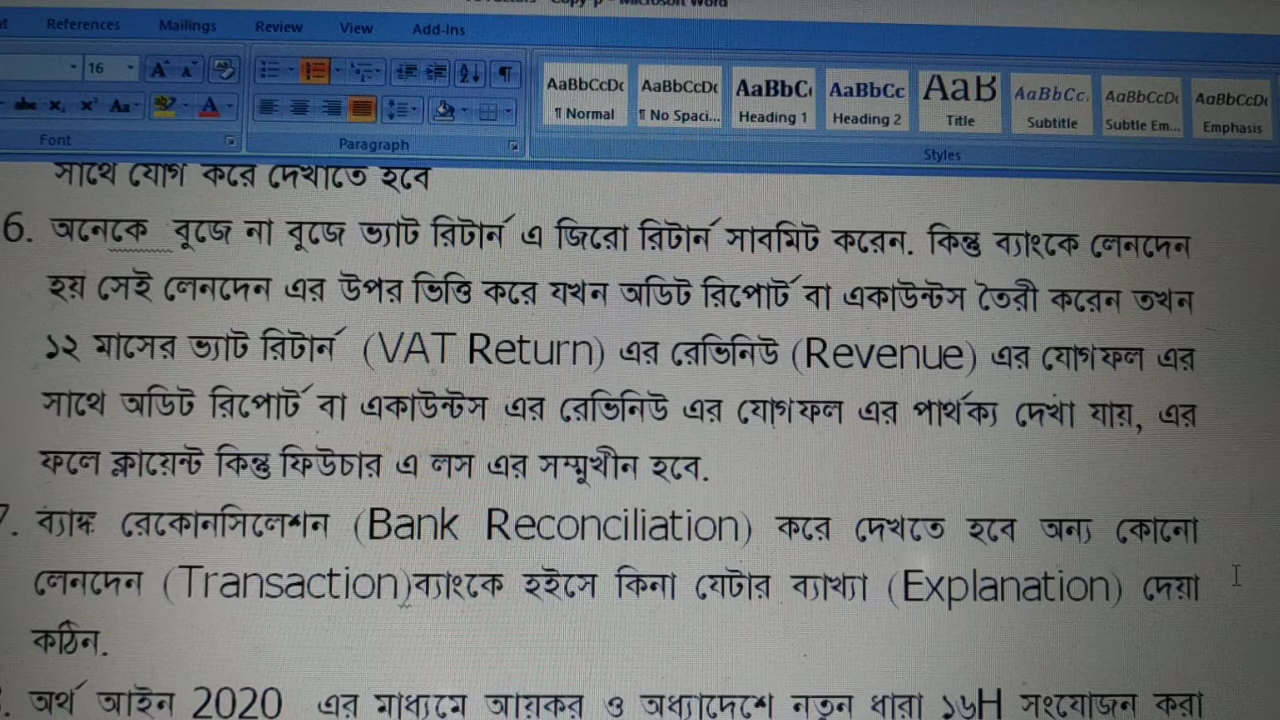 Microsoft Word
References Mailings Review View Add-Ins
16
AaBbCcDc AaBbCcDc AaBbC AaBbCc AaB AaBbCc. AaBbCcDc AaBbCcDc
¶ Normal ¶ No Spaci... Heading 1 Heading 2 Title Subtitle Subtle Em... Emphasis
Font Paragraph Styles
সাথে যোগ করে দেখাতে হবে
6. অনেকে বুজে না বুজে ভ্যাট রিটার্ন এ জিরো রিটার্ন সাবমিট করেন. কিন্তু ব্যাংকে লেনদেন
হয় সেই লেনদেন এর উপর ভিত্তি করে যখন অডিট রিপোর্ট বা একাউন্টস তৈরী করেন তখন
১২ মাসের ভ্যাট রিটার্ন (VAT Return) এর রেভিনিউ (Revenue) এর যোগফল এর
সাথে অডিট রিপোর্ট বা একাউন্টস এর রেভিনিউ এর যোগফল এর পার্থক্য দেখা যায়, এর
ফলে ক্লায়েন্ট কিন্তু ফিউচার এ লস এর সম্মূখীন হবে.
7. ব্যাঙ্ক রেকোনসিলেশন (Bank Reconciliation) করে দেখতে হবে অন্য কোনো
লেনদেন (Transaction)ব্যাংকে হইসে কিনা যেটার ব্যাখ্যা (Explanation) দেয়া
কঠিন.
অর্থ আইন 2020 এর মাধ্যমে আয়কর ও অধ্যাদেশে নতুন ধারা ১৬H সংযোজন করা